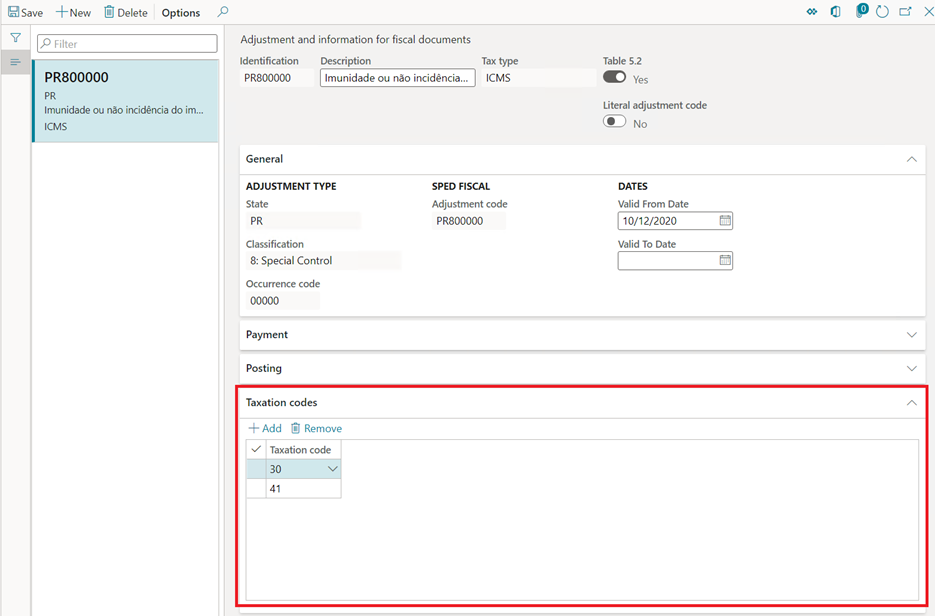 Save New Delete Options
0
Filter
PR800000
PR
Imunidade ou não incidência do im...
ICMS
Adjustment and information for fiscal documents
Identification Description Tax type Table 5.2
PR800000 Imunidade ou não incidência... ICMS Yes
Literal adjustment code
No
General
ADJUSTMENT TYPE SPED FISCAL DATES
State Adjustment code Valid From Date
PR PR800000 10/12/2020
Classification Valid To Date
8: Special Control
Occurrence code
00000
Payment
Posting
Taxation codes
Add Remove
Taxation code
30
41